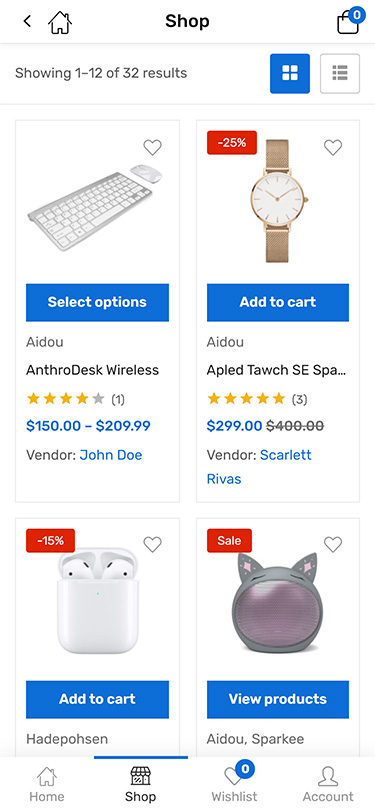 Shop
0
Showing 1–12 of 32 results
-25%
Select options
Add to cart
Aidou
Aidou
AnthroDesk Wireless
Apled Tawch SE Spa...
(1)
(3)
$150.00 – $209.99
$299.00 $400.00
Vendor: John Doe
Vendor: Scarlett
Rivas
-15%
Sale
Add to cart
View products
Hadepohsen
Aidou, Sparkee
0
Home
Shop
Wishlist
Account